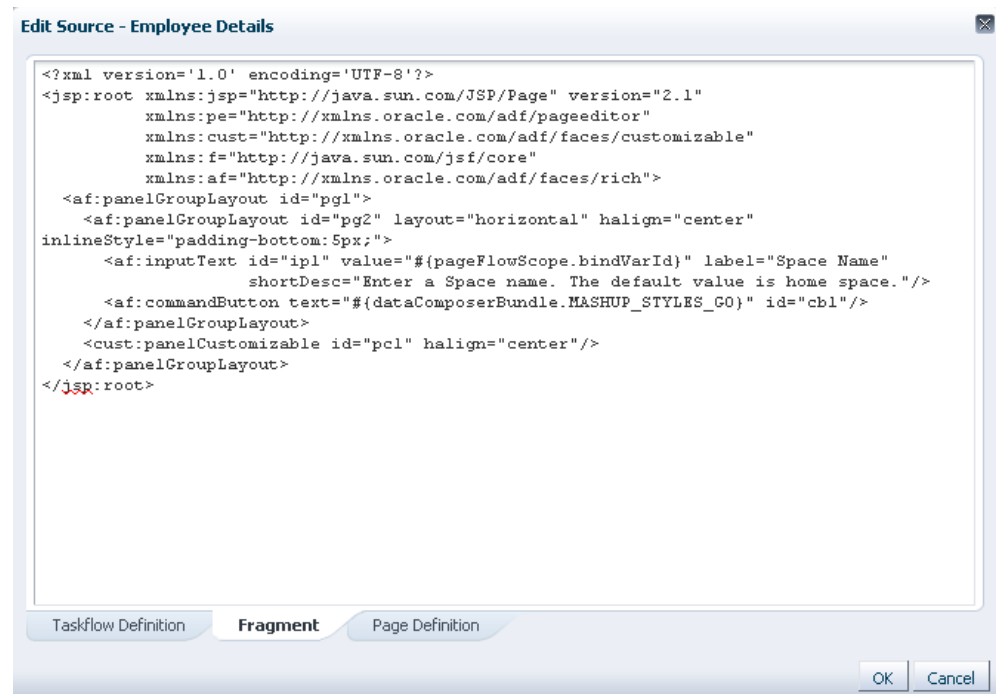 Edit Source - Employee Details
<?xml version='1.0' encoding='UTF-8'?>
<jsp:root xmlns:jsp="http://java.sun.com/JSP/Page" version="2.1"
          xmlns:pe="http://xmlns.oracle.com/adf/pageeditor"
          xmlns:cust="http://xmlns.oracle.com/adf/faces/customizable"
          xmlns:f="http://java.sun.com/jsf/core"
          xmlns:af="http://xmlns.oracle.com/adf/faces/rich">
  <af:panelGroupLayout id="pgl">
    <af:panelGroupLayout id="pg2" layout="horizontal" halign="center"
inlineStyle="padding-bottom:5px;">
      <af:inputText id="ip1" value="#{pageFlowScope.bindVarId}" label="Space Name"
                    shortDesc="Enter a Space name. The default value is home space."/>
      <af:commandButton text="#{dataComposerBundle.MASHUP_STYLES_GO}" id="cb1"/>
    </af:panelGroupLayout>
    <cust:panelCustomizable id="pc1" halign="center"/>
  </af:panelGroupLayout>
</jsp:root>
Taskflow Definition
Fragment
Page Definition
OK
Cancel